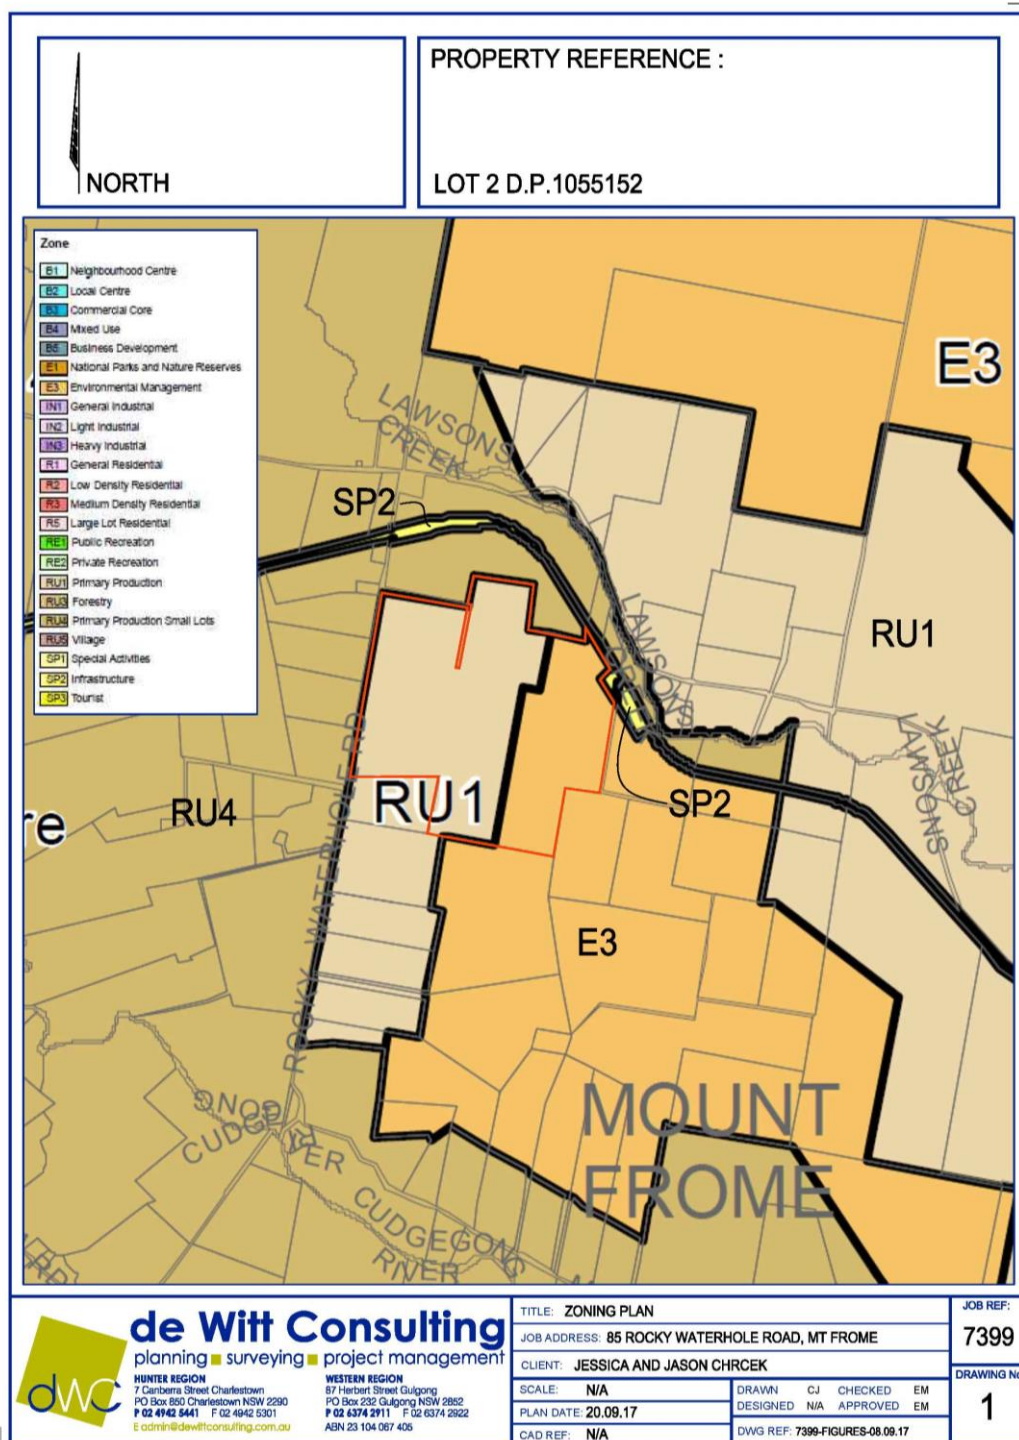 PROPERTY REFERENCE :
NORTH
LOT 2 D.P.1055152
Zone
B1 Neighbourhood Centre
B2 Local Centre
B3 Commercial Core
B4 Mixed Use
B5 Business Development
E1 National Parks and Nature Reserves
E3 Environmental Management
IN1 General Industrial
IN2 Light Industrial
IN3 Heavy Industrial
R1 General Residential
R2 Low Density Residential
R3 Medium Density Residential
R5 Large Lot Residential
RE1 Public Recreation
RE2 Private Recreation
RU1 Primary Production
RU3 Forestry
RU4 Primary Production Small Lots
RU5 Village
SP1 Special Activities
SP2 Infrastructure
SP3 Tourist
E3
LAWSONS
CREEK
SP2
RU1
LAWSONS
CREEK
LAWSONS
CREEK
RU1
RU4
SP2
re
ROCKY WATERHOLE RD
E3
MOUNT
FROME
CUDGEGONG
RIVER
CUDGEGONG
RIVER
de Witt Consulting
planning surveying project management
dwc
HUNTER REGION
7 Canberra Street Charlestown
PO Box 850 Charlestown NSW 2290
P 02 4942 5441 F 02 4942 5301
E admin@dewittconsulting.com.au
WESTERN REGION
87 Herbert Street Gulgong
PO Box 232 Gulgong NSW 2852
P 02 6374 2911 F 02 6374 2922
ABN 23 104 067 405
TITLE: ZONING PLAN
JOB ADDRESS: 85 ROCKY WATERHOLE ROAD, MT FROME
CLIENT: JESSICA AND JASON CHRCEK
SCALE: N/A
PLAN DATE: 20.09.17
CAD REF: N/A
DRAWN CJ CHECKED EM
DESIGNED N/A APPROVED EM
DWG REF: 7399-FIGURES-08.09.17
JOB REF:
7399
DRAWING No
1